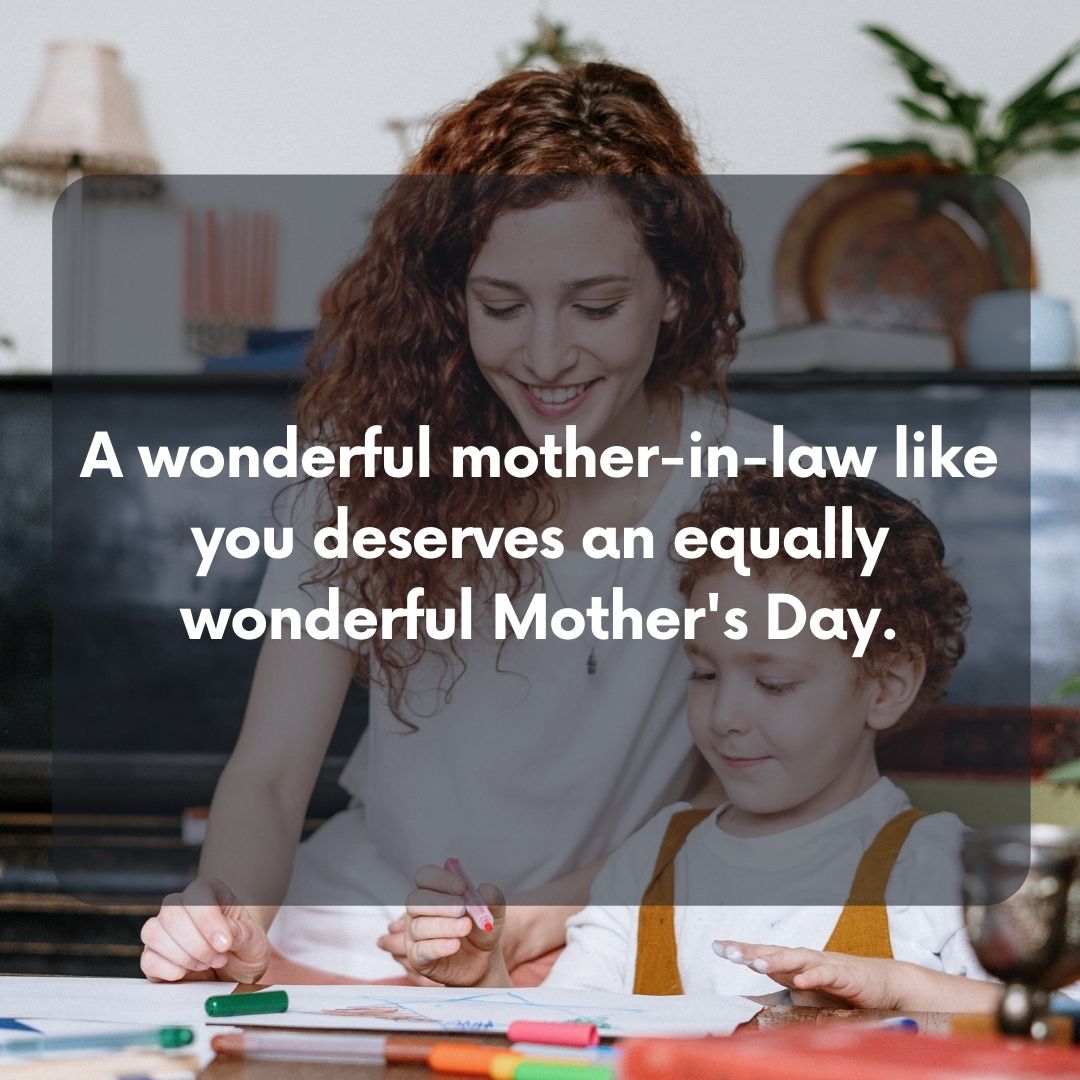 A wonderful mother-in-law like
you deserves an equally
wonderful Mother's Day.